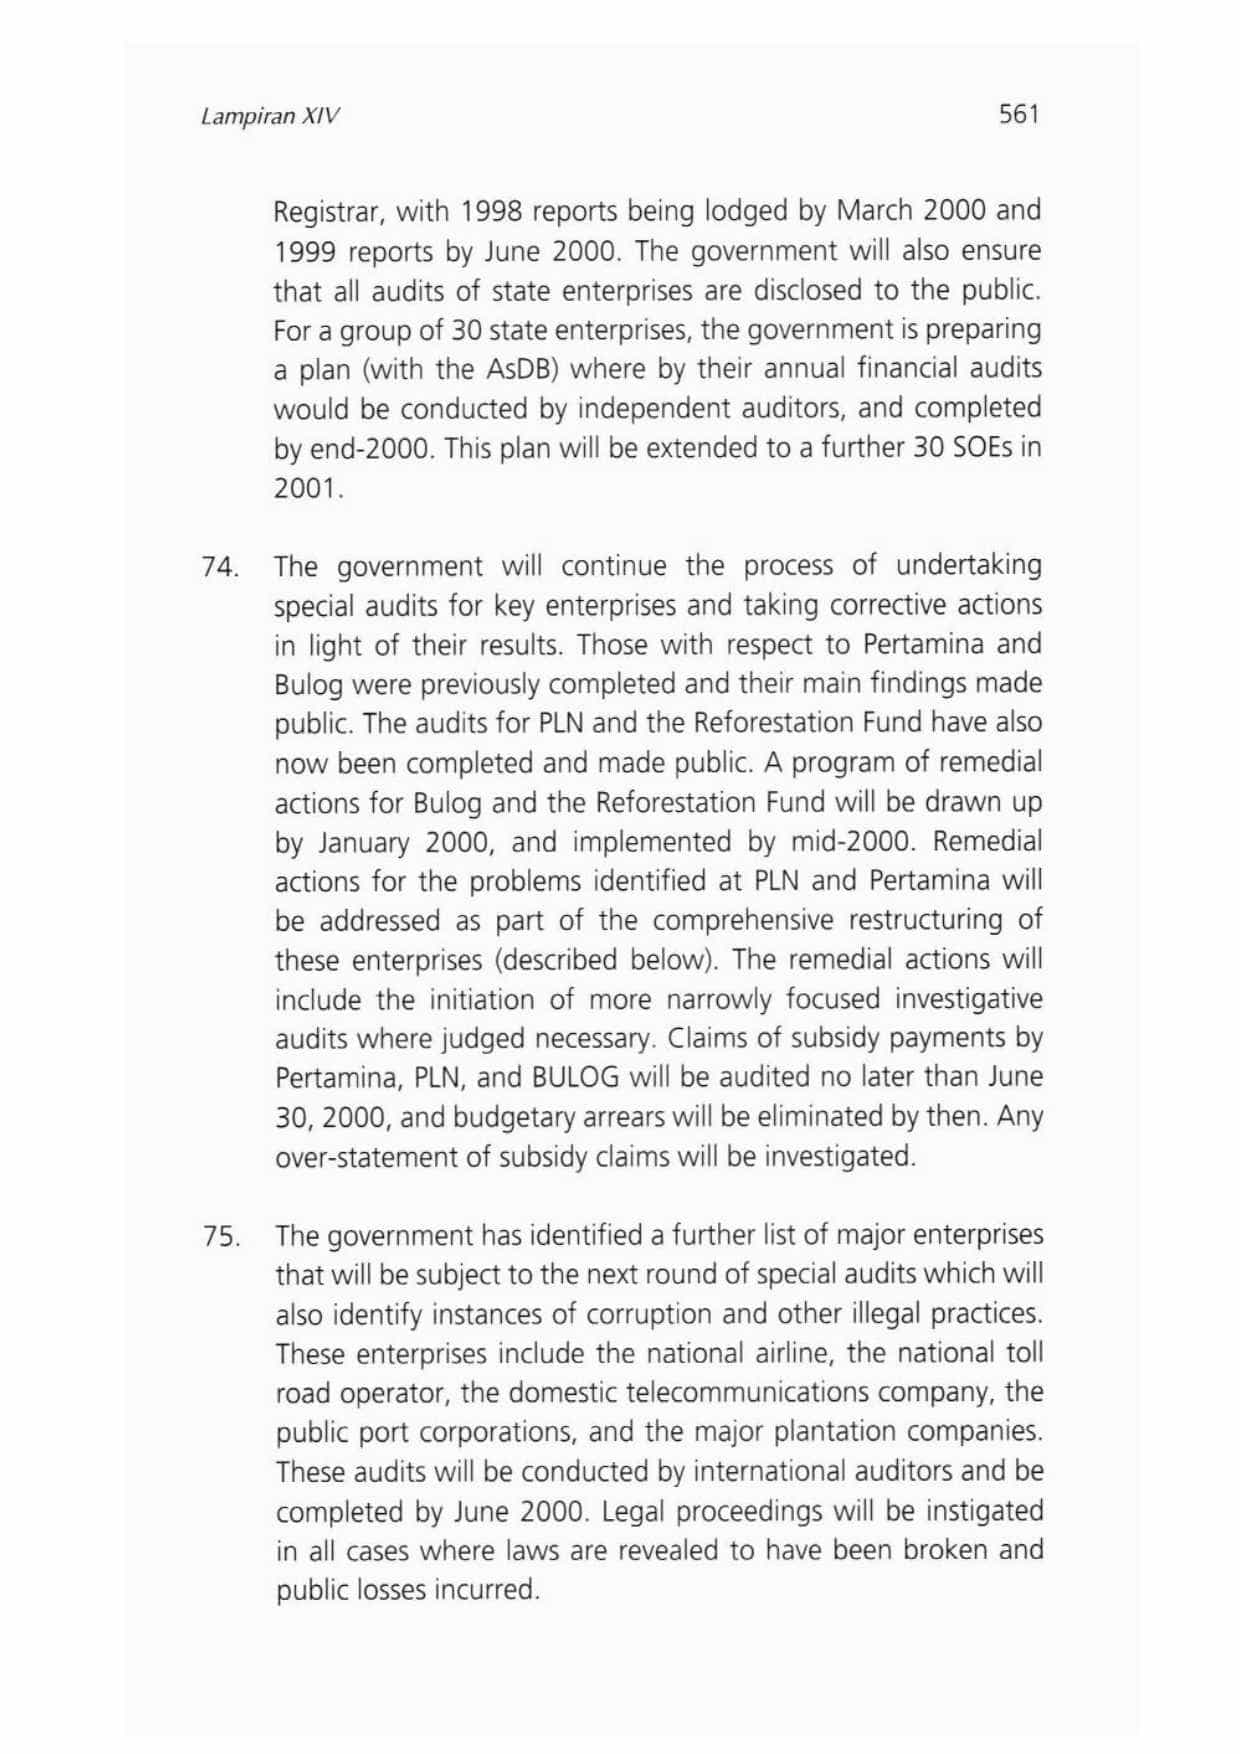 Lampiran XIV 561
Registrar, with 1998 reports being lodged by March 2000 and
1999 reports by June 2000. The government will also ensure
that all audits of state enterprises are disclosed to the public.
For a group of 30 state enterprises, the government is preparing
a plan (with the AsDB) where by their annual financial audits
would be conducted by independent auditors, and completed
by end-2000. This plan will be extended to a further 30 SOEs in
2001.
74. The government will continue the process of undertaking
special audits for key enterprises and taking corrective actions
in light of their results. Those with respect to Pertamina and
Bulog were previously completed and their main findings made
public. The audits for PLN and the Reforestation Fund have also
now been completed and made public. A program of remedial
actions for Bulog and the Reforestation Fund will be drawn up
by January 2000, and implemented by mid-2000. Remedial
actions for the problems identified at PLN and Pertamina will
be addressed as part of the comprehensive restructuring of
these enterprises (described below). The remedial actions will
include the initiation of more narrowly focused investigative
audits where judged necessary. Claims of subsidy payments by
Pertamina, PLN, and BULOG will be audited no later than June
30, 2000, and budgetary arrears will be eliminated by then. Any
over-statement of subsidy claims will be investigated.
75. The government has identified a further list of major enterprises
that will be subject to the next round of special audits which will
also identify instances of corruption and other illegal practices.
These enterprises include the national airline, the national toll
road operator, the domestic telecommunications company, the
public port corporations, and the major plantation companies.
These audits will be conducted by international auditors and be
completed by June 2000. Legal proceedings will be instigated
in all cases where laws are revealed to have been broken and
public losses incurred.